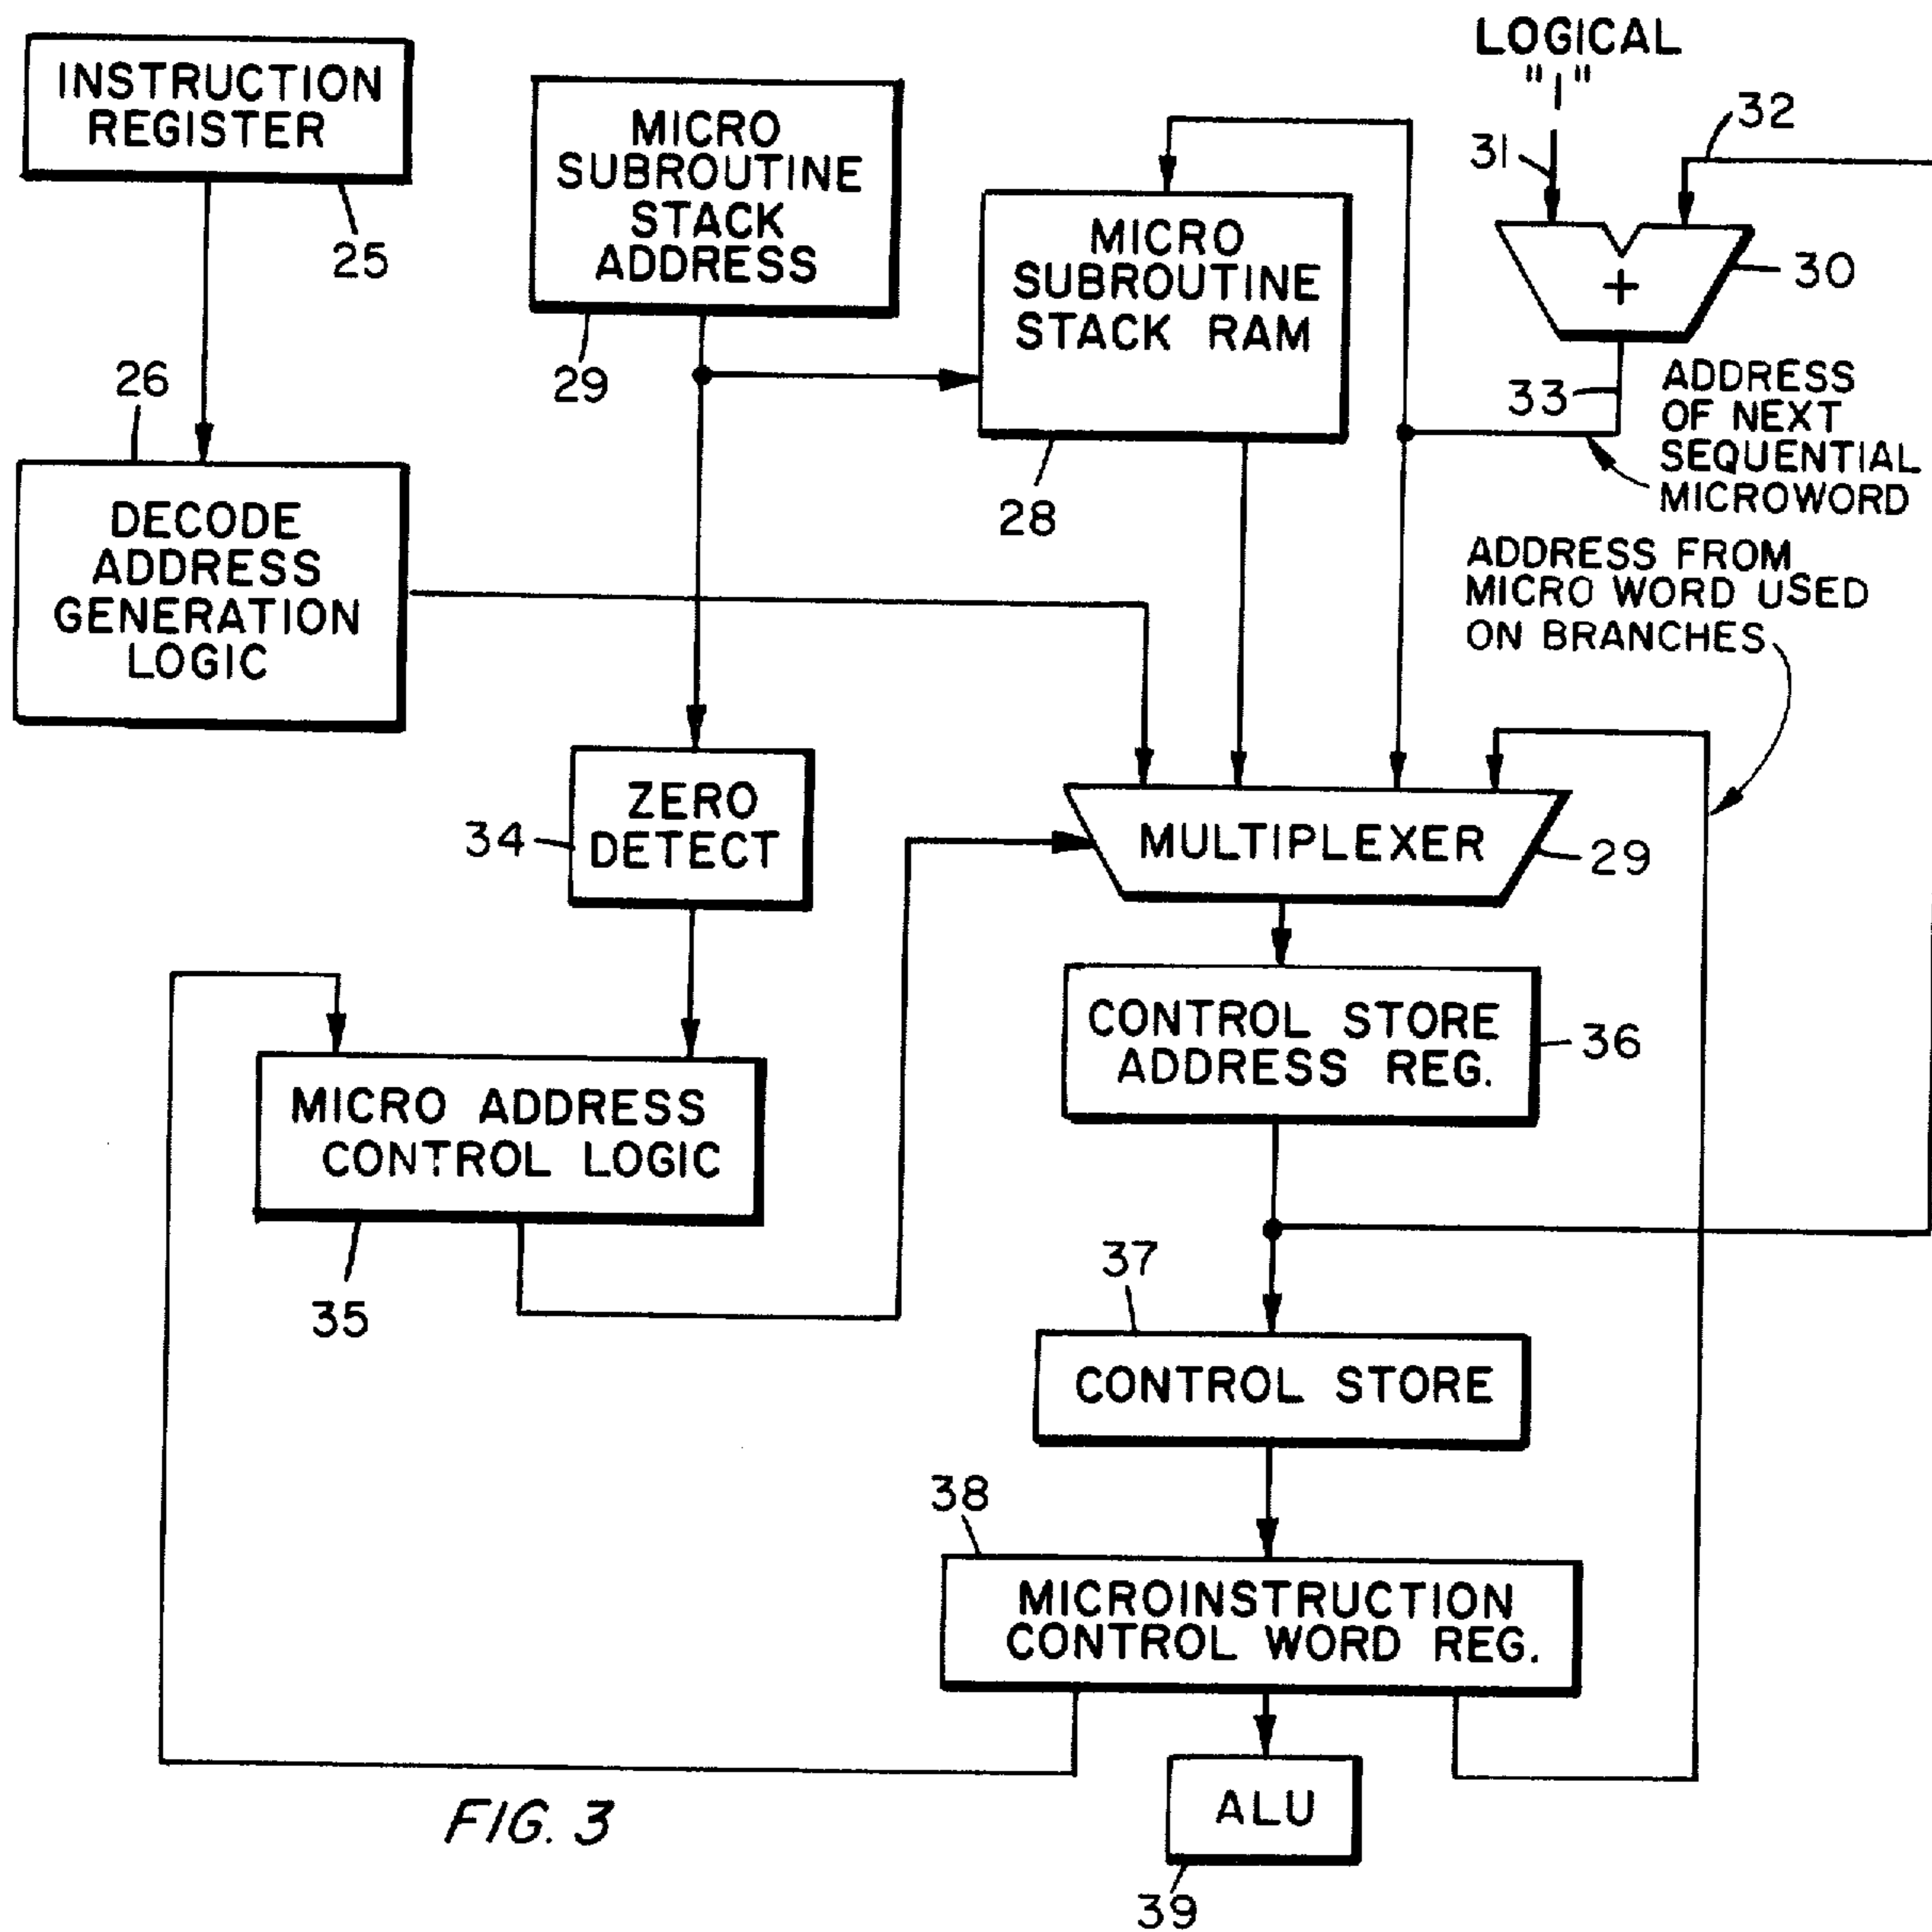 INSTRUCTION
REGISTER
25
MICRO
SUBROUTINE
STACK
ADDRESS
29
MICRO
SUBROUTINE
STACK RAM
28
LOGICAL
"1"
31
32
30
+
33
ADDRESS
OF NEXT
SEQUENTIAL
MICROWORD
26
DECODE
ADDRESS
GENERATION
LOGIC
ADDRESS FROM
MICRO WORD USED
ON BRANCHES
ZERO
DETECT
34
MULTIPLEXER
29
CONTROL STORE
ADDRESS REG.
36
MICRO ADDRESS
CONTROL LOGIC
35
37
CONTROL STORE
38
MICROINSTRUCTION
CONTROL WORD REG.
ALU
39
FIG. 3